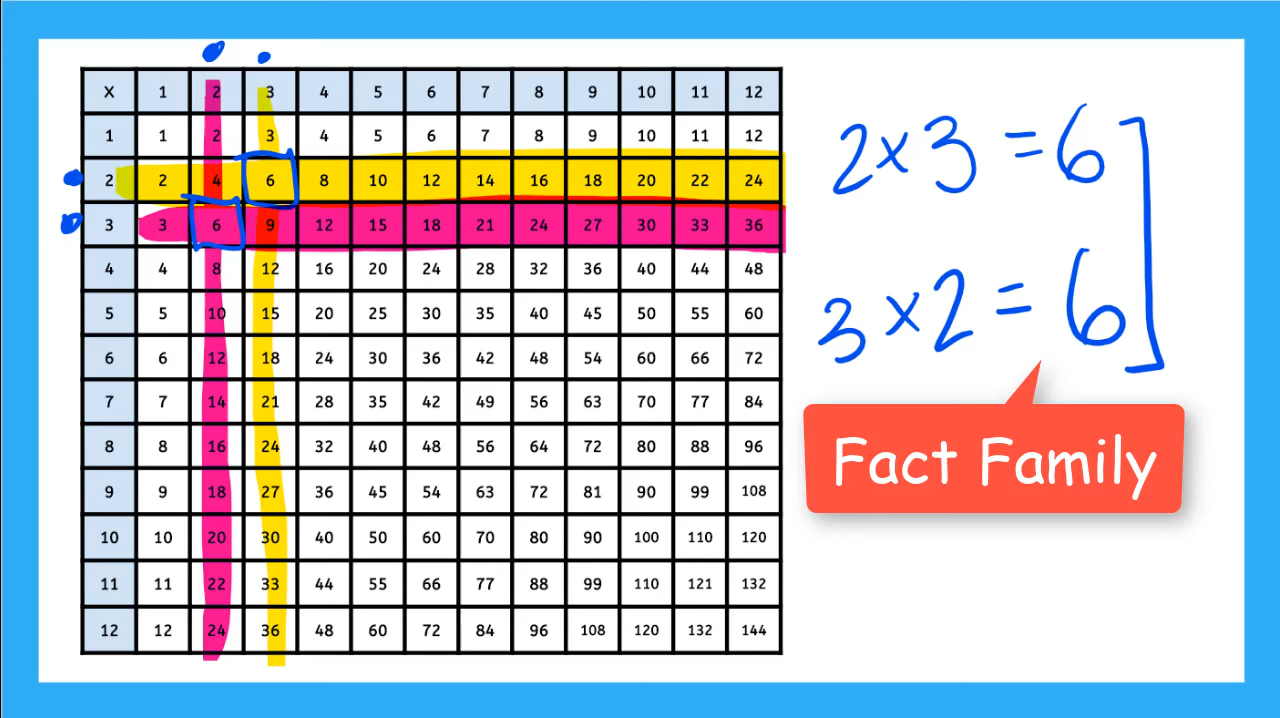 X 1 2 3 4 5 6 7 8 9 10 11 12
1 1 2 3 4 5 6 7 8 9 10 11 12
2 2 4 6 8 10 12 14 16 18 20 22 24
3 3 6 9 12 15 18 21 24 27 30 33 36
4 4 8 12 16 20 24 28 32 36 40 44 48
5 5 10 15 20 25 30 35 40 45 50 55 60
6 6 12 18 24 30 36 42 48 54 60 66 72
7 7 14 21 28 35 42 49 56 63 70 77 84
8 8 16 24 32 40 48 56 64 72 80 88 96
9 9 18 27 36 45 54 63 72 81 90 99 108
10 10 20 30 40 50 60 70 80 90 100 110 120
11 11 22 33 44 55 66 77 88 99 110 121 132
12 12 24 36 48 60 72 84 96 108 120 132 144
2x3=6
3x2=6
Fact Family